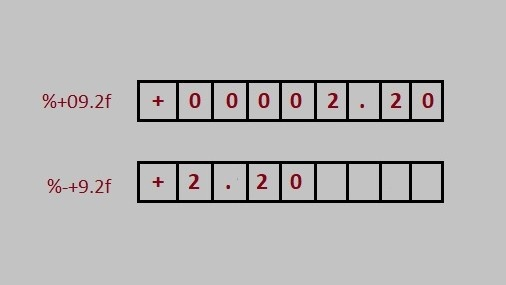 %+09.2f + 0 0 0 0 2 . 2 0
%-+9.2f + 2 . 2 0